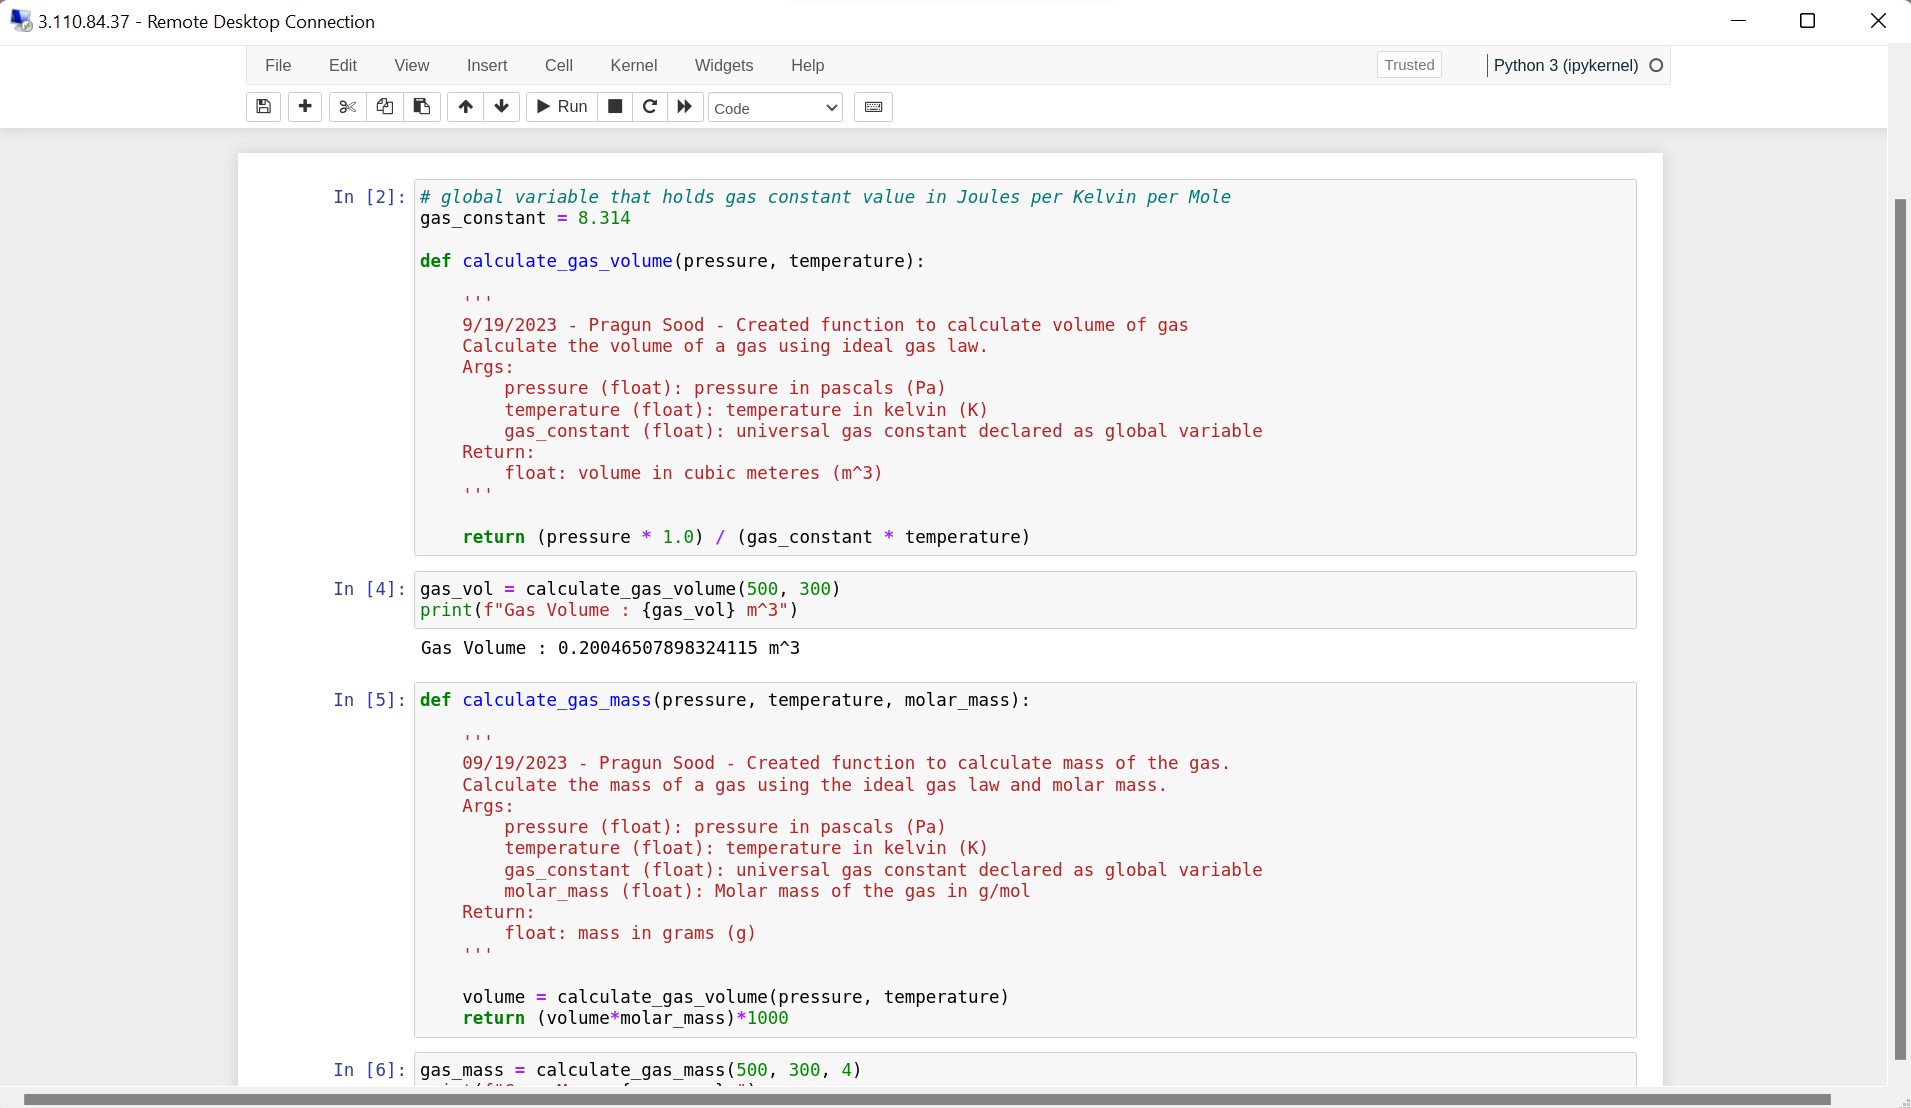 3.110.84.37 - Remote Desktop Connection
File Edit View Insert Cell Kernel Widgets Help Trusted Python 3 (ipykernel)
Run Code
In [2]: # global variable that holds gas constant value in Joules per Kelvin per Mole
gas_constant = 8.314
def calculate_gas_volume(pressure, temperature):
'''
9/19/2023 - Pragun Sood - Created function to calculate volume of gas
Calculate the volume of a gas using ideal gas law.
Args:
pressure (float): pressure in pascals (Pa)
temperature (float): temperature in kelvin (K)
gas_constant (float): universal gas constant declared as global variable
Return:
float: volume in cubic meteres (m^3)
'''
return (pressure * 1.0) / (gas_constant * temperature)
In [4]: gas_vol = calculate_gas_volume(500, 300)
print(f"Gas Volume : {gas_vol} m^3")
Gas Volume : 0.20046507898324115 m^3
In [5]: def calculate_gas_mass(pressure, temperature, molar_mass):
'''
09/19/2023 - Pragun Sood - Created function to calculate mass of the gas.
Calculate the mass of a gas using the ideal gas law and molar mass.
Args:
pressure (float): pressure in pascals (Pa)
temperature (float): temperature in kelvin (K)
gas_constant (float): universal gas constant declared as global variable
molar_mass (float): Molar mass of the gas in g/mol
Return:
float: mass in grams (g)
'''
volume = calculate_gas_volume(pressure, temperature)
return (volume*molar_mass)*1000
In [6]: gas_mass = calculate_gas_mass(500, 300, 4)